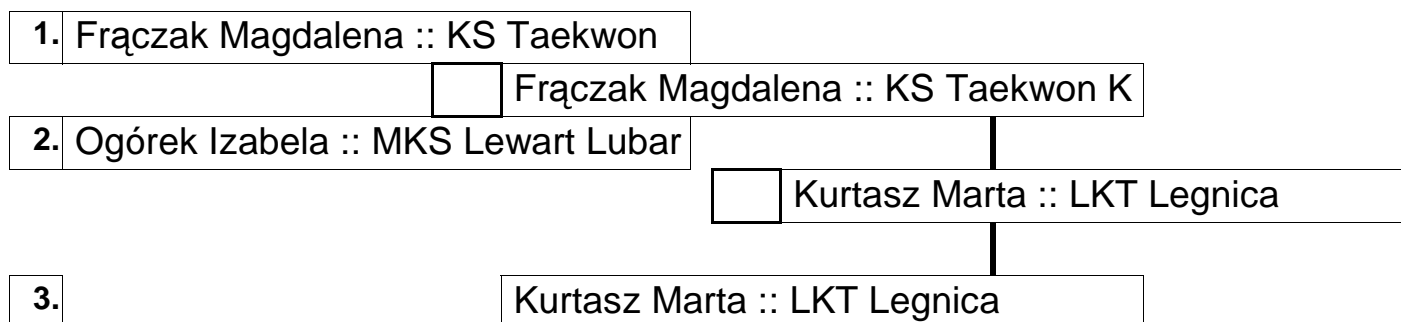 1. Frączak Magdalena :: KS Taekwon
Frączak Magdalena :: KS Taekwon K
2. Ogórek Izabela :: MKS Lewart Lubar
Kurtasz Marta :: LKT Legnica
3. Kurtasz Marta :: LKT Legnica